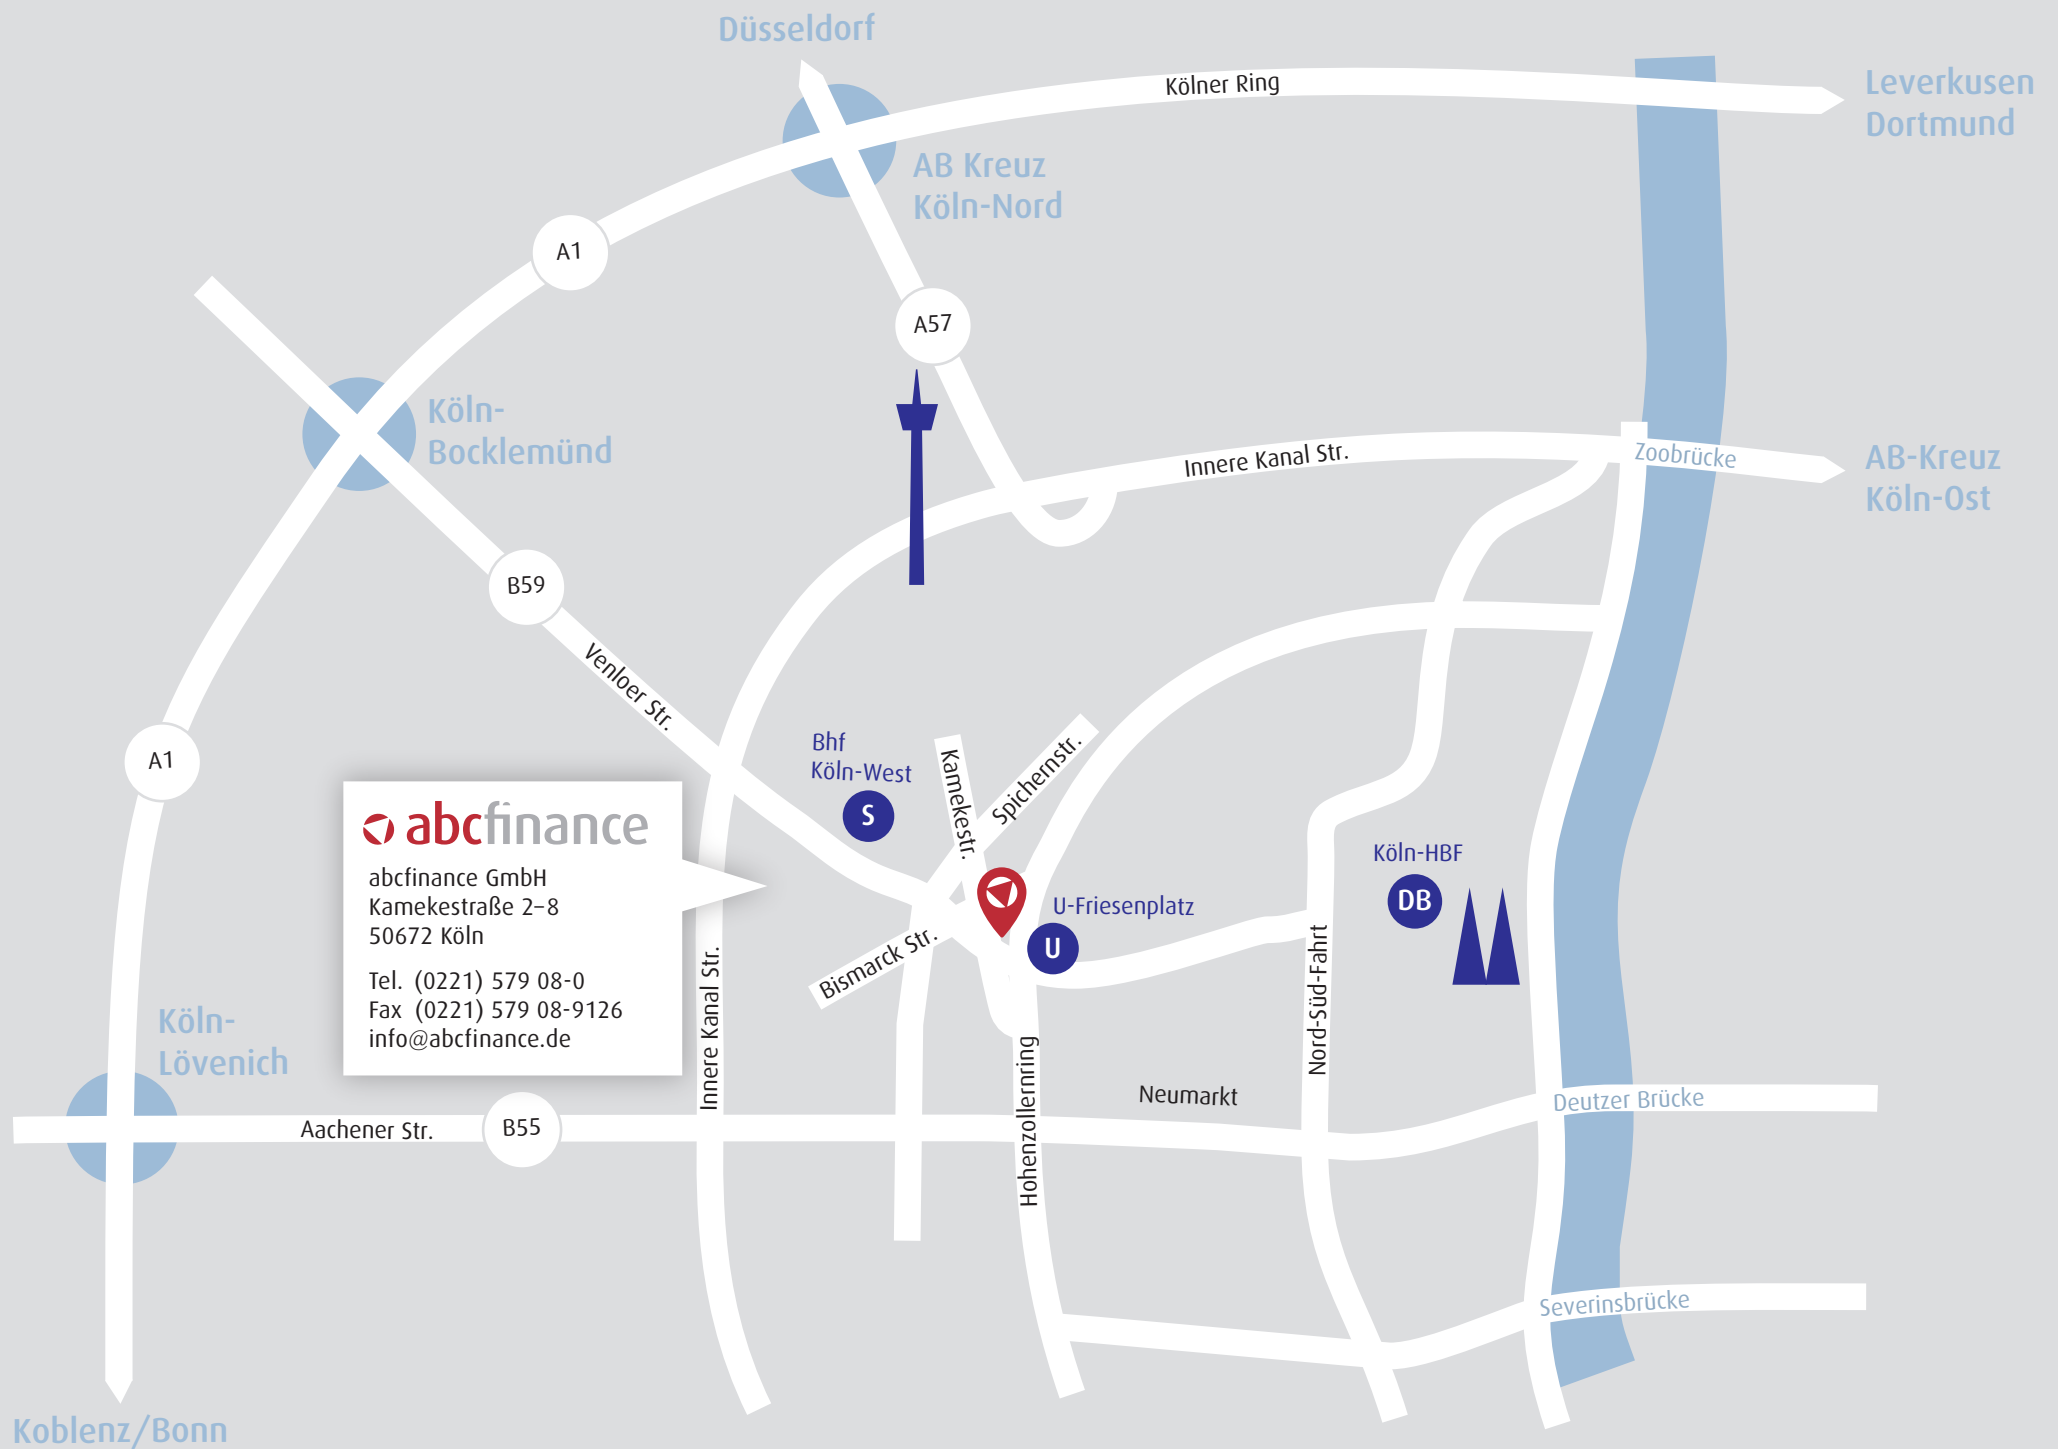 Düsseldorf
Kölner Ring
Leverkusen
Dortmund
AB Kreuz
Köln-Nord
A1
A57
Köln-
Bocklemünd
Innere Kanal Str.
Zoobrücke
AB-Kreuz
Köln-Ost
B59
Venloer Str.
A1
Bhf
Köln-West
S
Kamekestr.
Spichernstr.
abcfinance
abcfinance GmbH
Kamekestraße 2–8
50672 Köln
Tel. (0221) 579 08-0
Fax (0221) 579 08-9126
info@abcfinance.de
Köln-HBF
DB
U-Friesenplatz
U
Bismarck Str.
Innere Kanal Str.
Nord-Süd-Fahrt
Köln-
Lövenich
Hohenzollernring
Neumarkt
Deutzer Brücke
Aachener Str.
B55
Severinsbrücke
Koblenz/Bonn